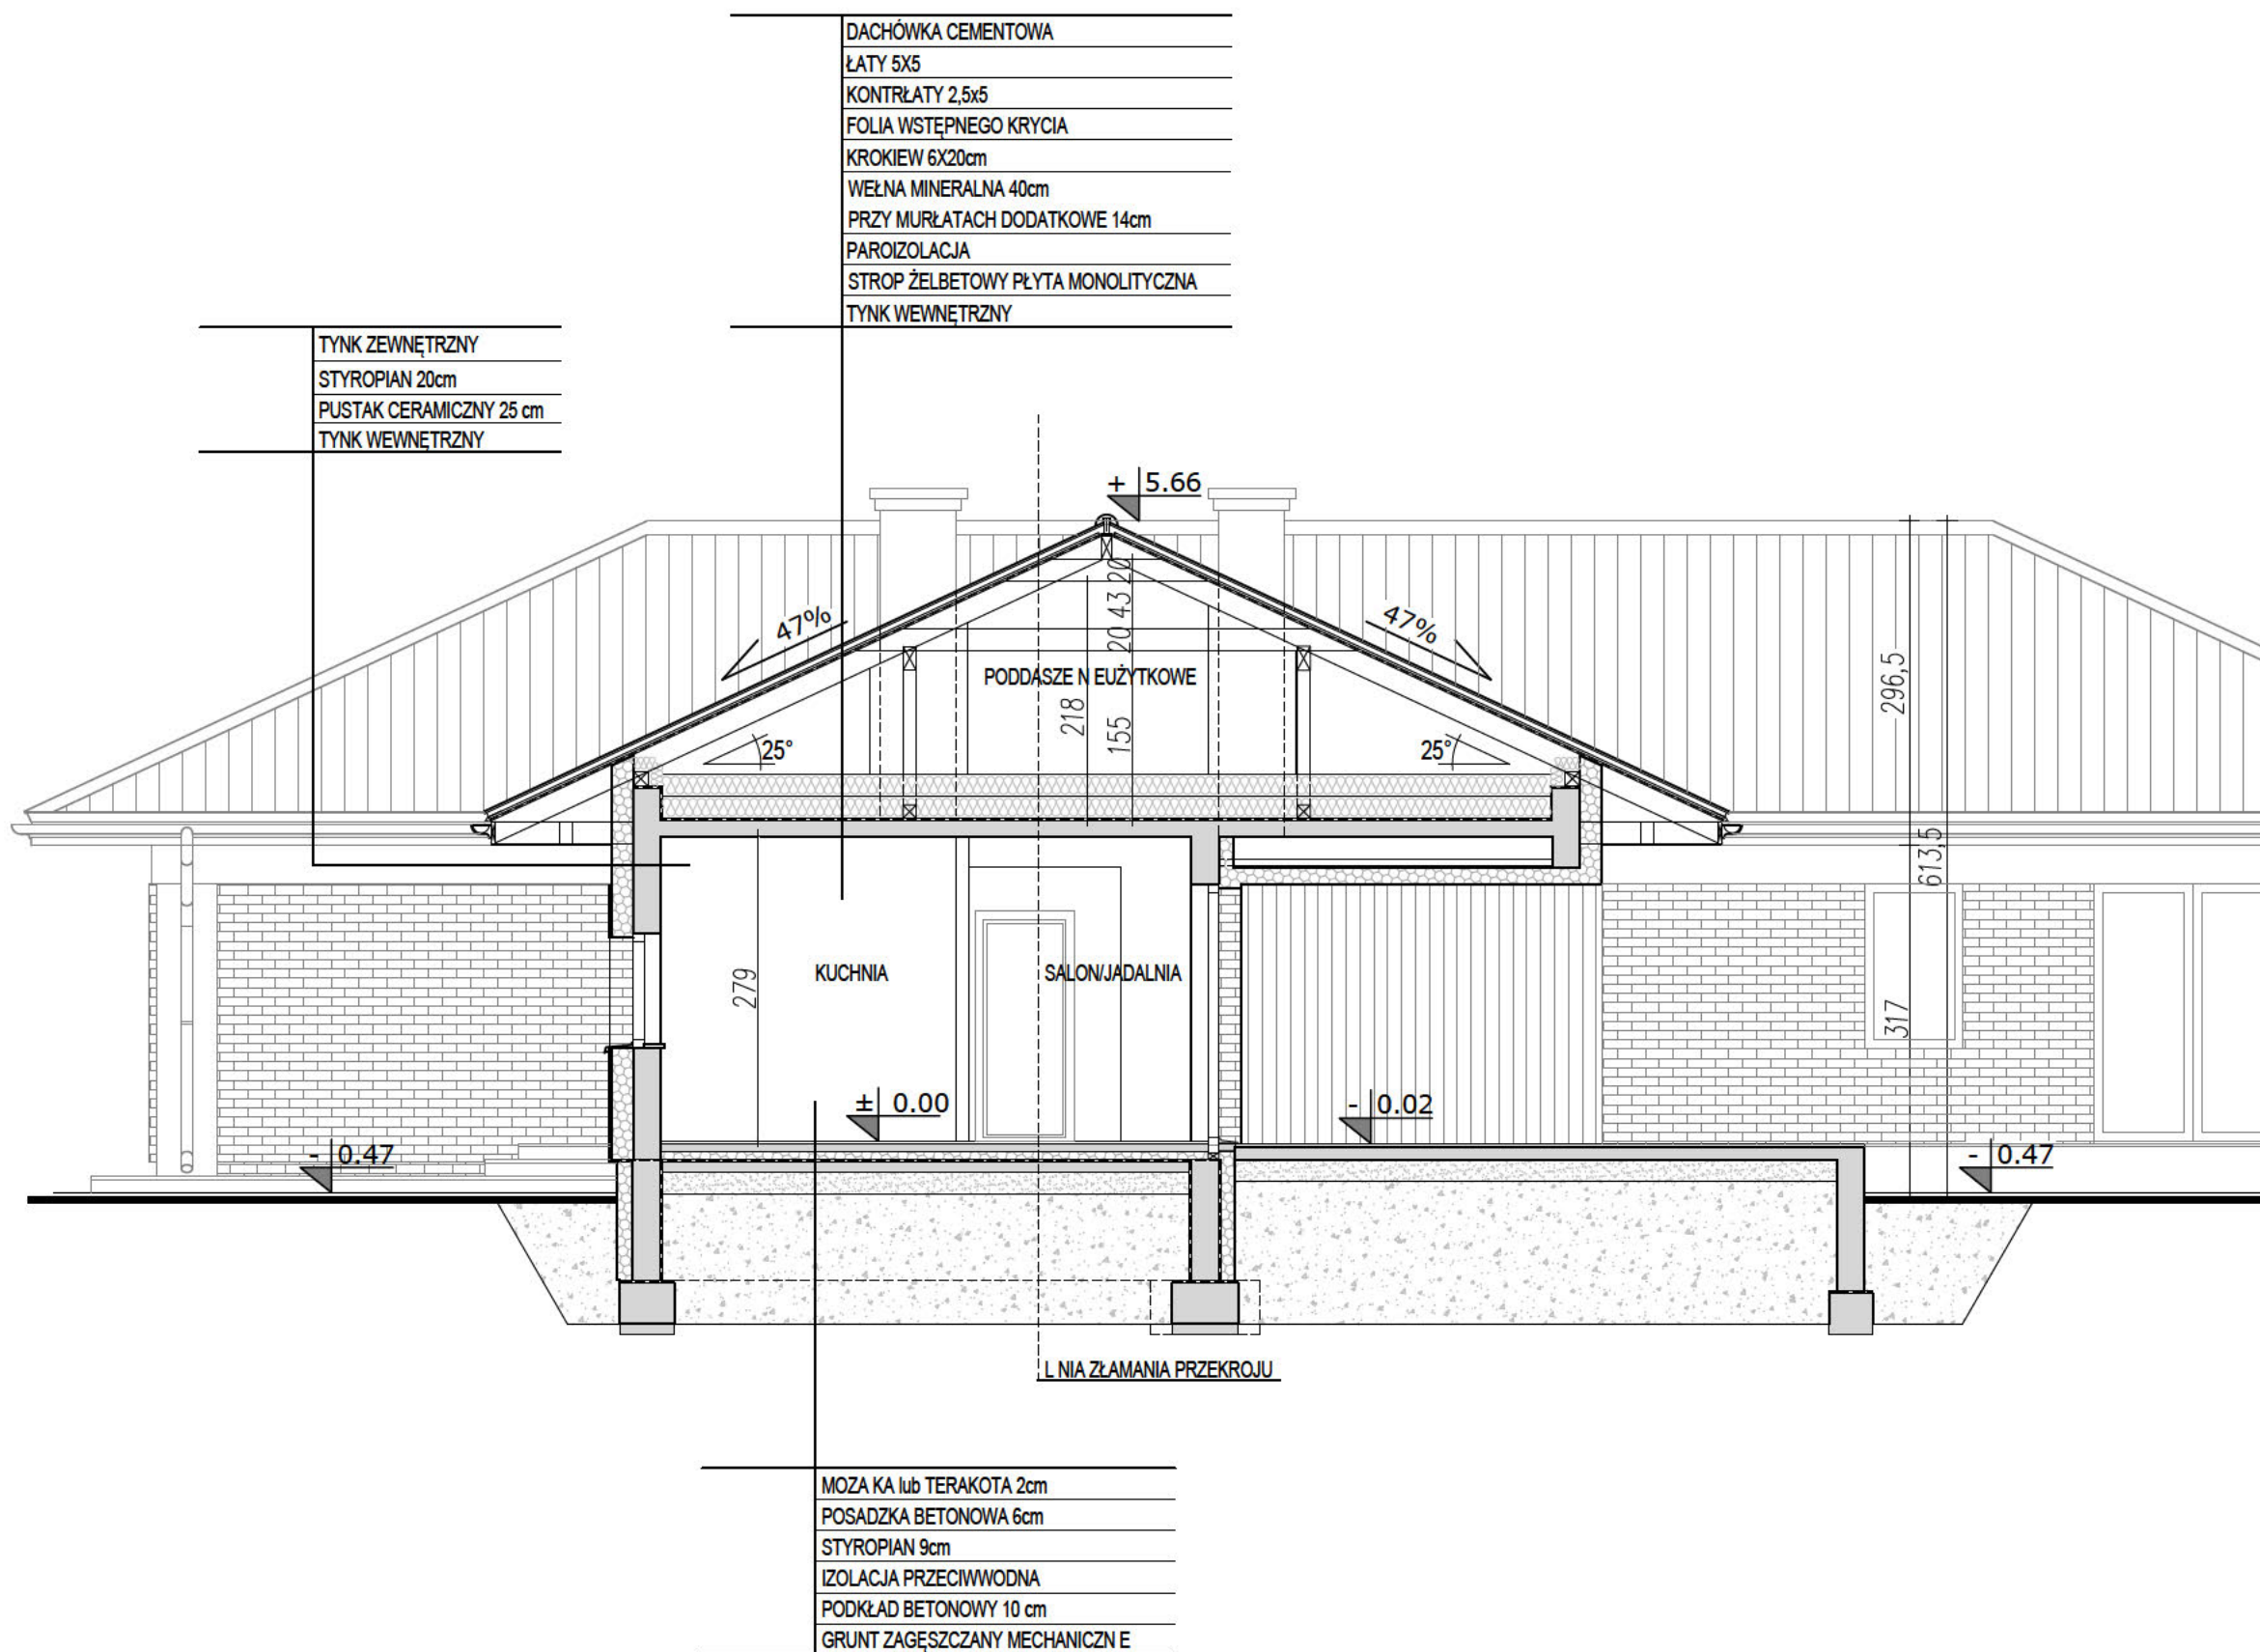 DACHÓWKA CEMENTOWA
ŁATY 5X5
KONTRŁATY 2,5x5
FOLIA WSTĘPNEGO KRYCIA
KROKIEW 6X20cm
WEŁNA MINERALNA 40cm
PRZY MURŁATACH DODATKOWE 14cm
PAROIZOLACJA
STROP ŻELBETOWY PŁYTA MONOLITYCZNA
TYNK WEWNĘTRZNY
TYNK ZEWNĘTRZNY
STYROPIAN 20cm
PUSTAK CERAMICZNY 25 cm
TYNK WEWNĘTRZNY
+ 5.66
47%
47%
20
43
20
155
218
PODDASZE N EUŻYTKOWE
296,5
25°
25°
613,5
317
279
KUCHNIA
SALON/JADALNIA
± 0.00
- 0.02
- 0.47
- 0.47
L NIA ZŁAMANIA PRZEKROJU
MOZA KA lub TERAKOTA 2cm
POSADZKA BETONOWA 6cm
STYROPIAN 9cm
IZOLACJA PRZECIWWODNA
PODKŁAD BETONOWY 10 cm
GRUNT ZAGĘSZCZANY MECHANICZN E